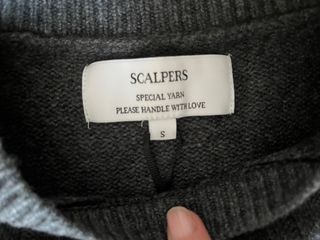 SCALPERS
SPECIAL YARN
PLEASE HANDLE WITH LOVE
S